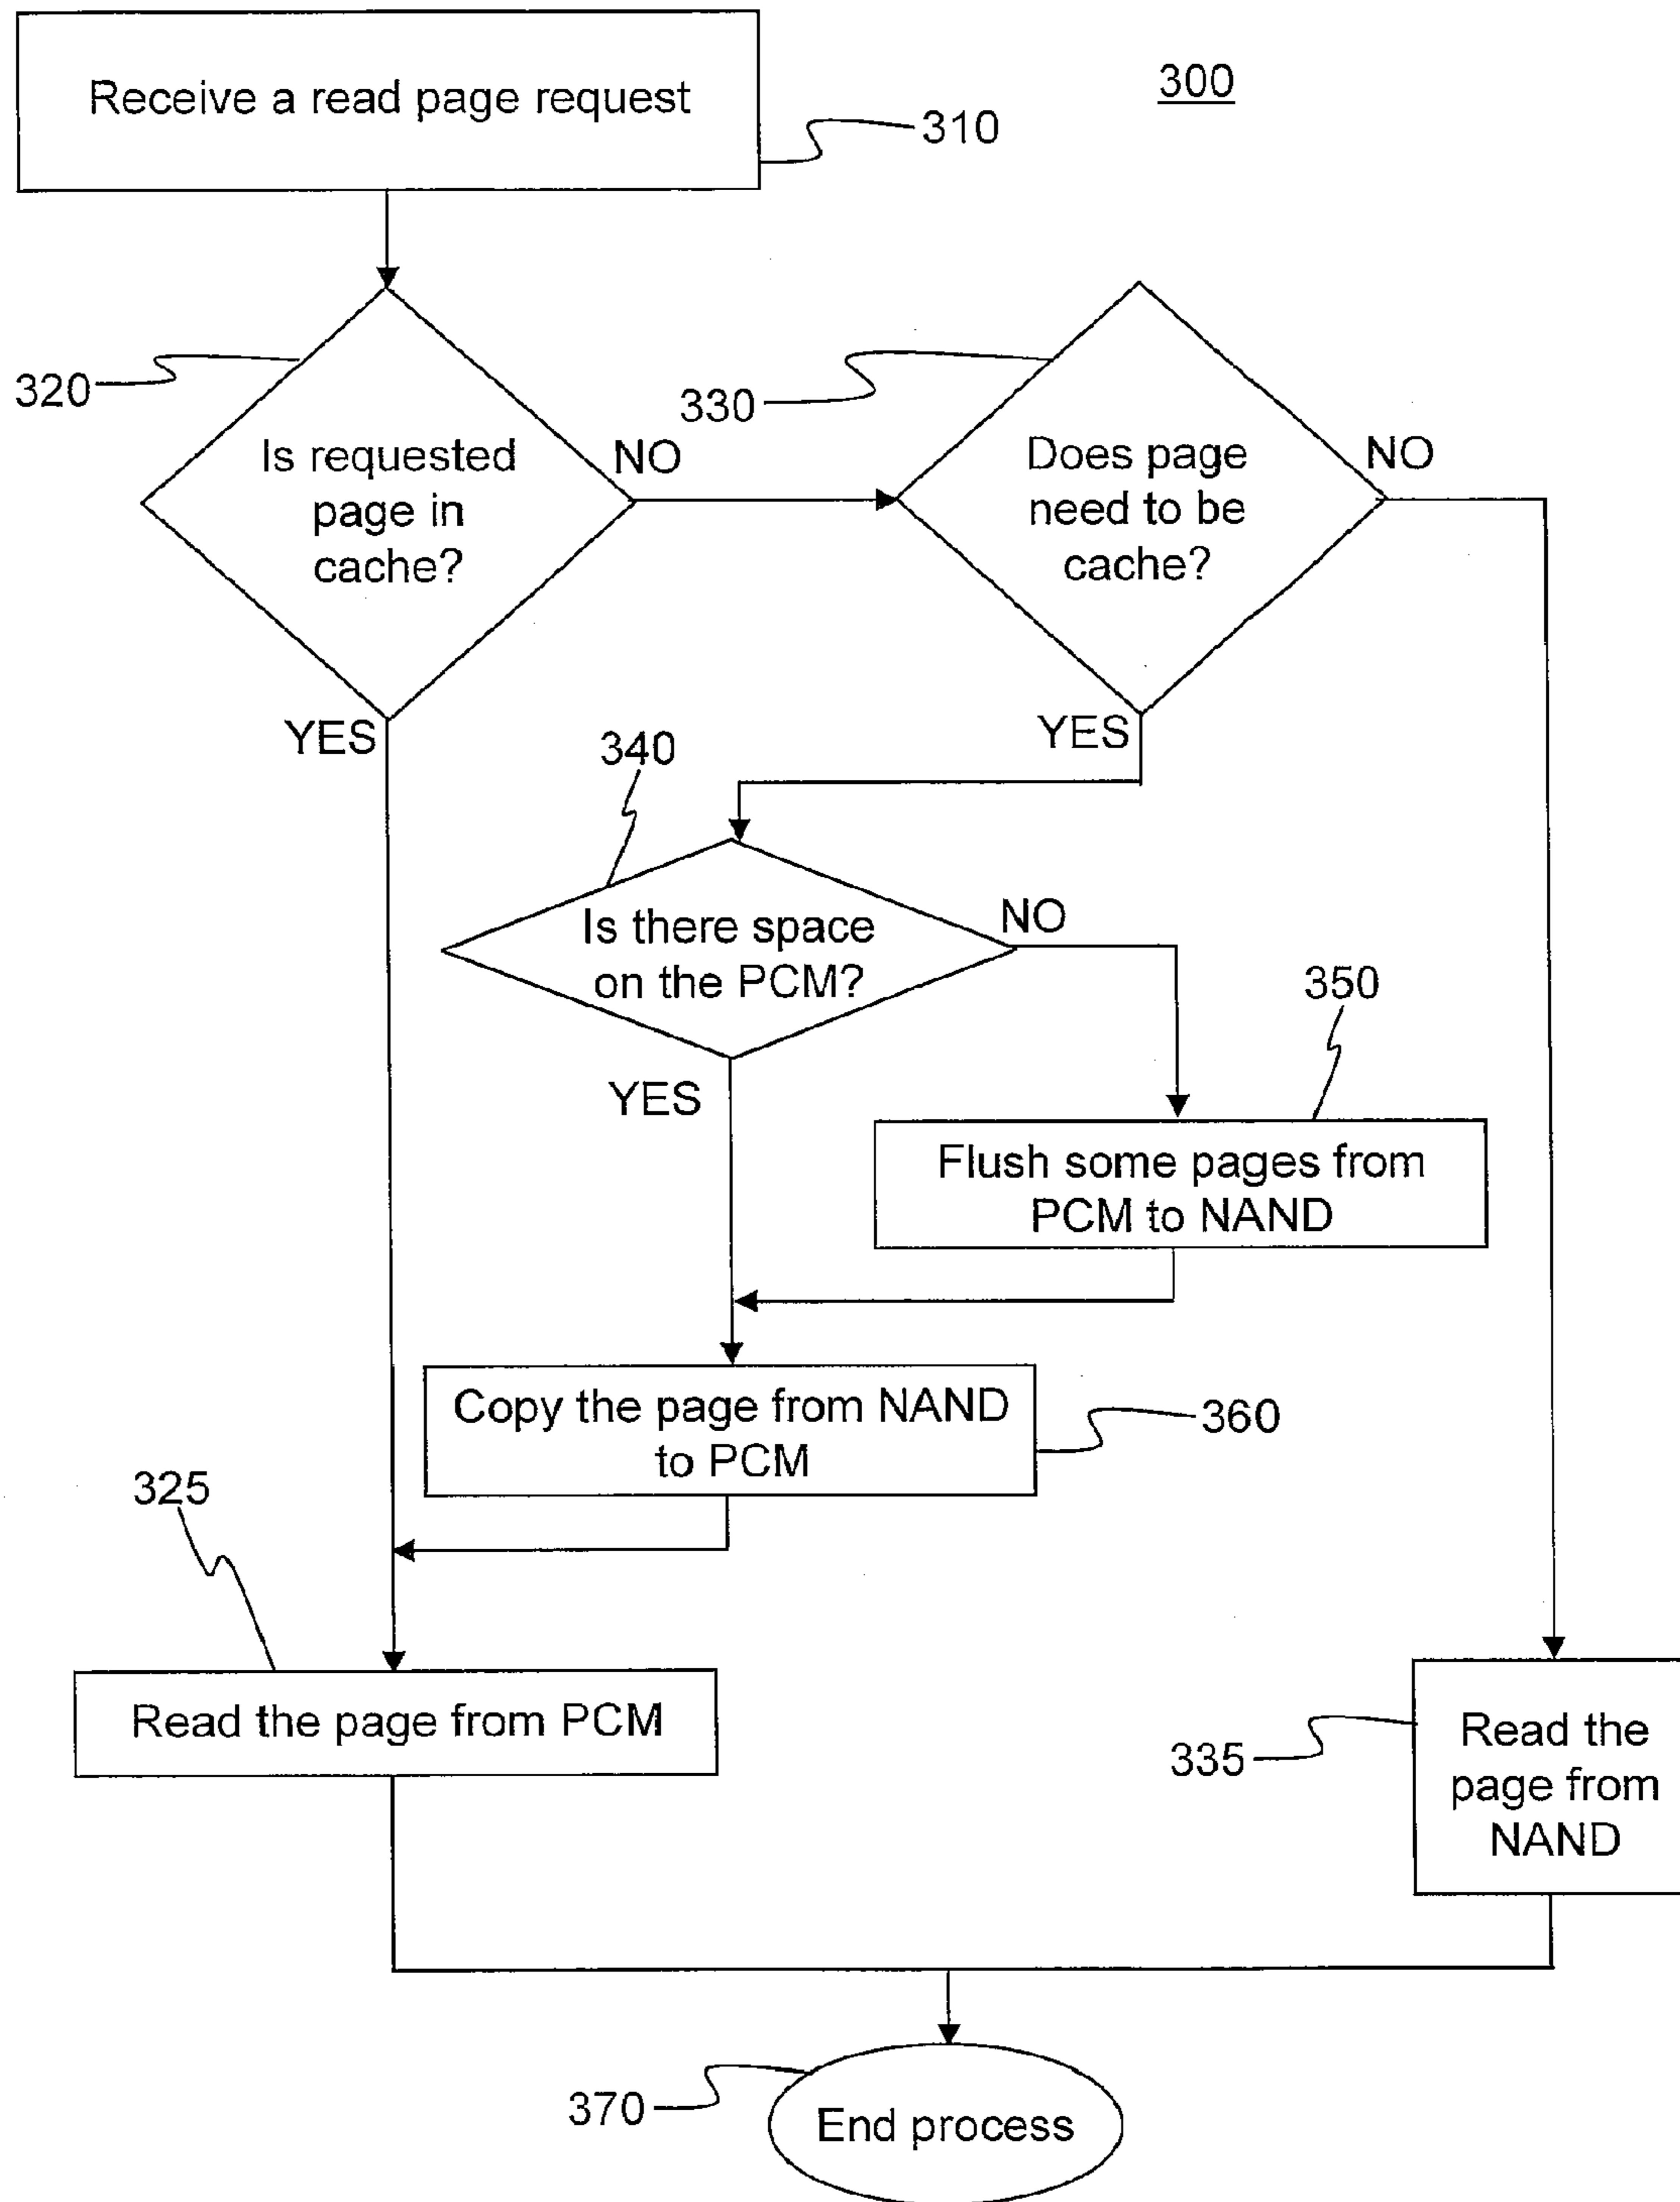 Receive a read page request
300
310
320
Is requested
page in
cache?
NO
330
Does page
need to be
cache?
NO
YES
YES
340
Is there space
on the PCM?
NO
350
YES
Flush some pages from
PCM to NAND
Copy the page from NAND
to PCM
360
325
Read the page from PCM
335
Read the
page from
NAND
370
End process